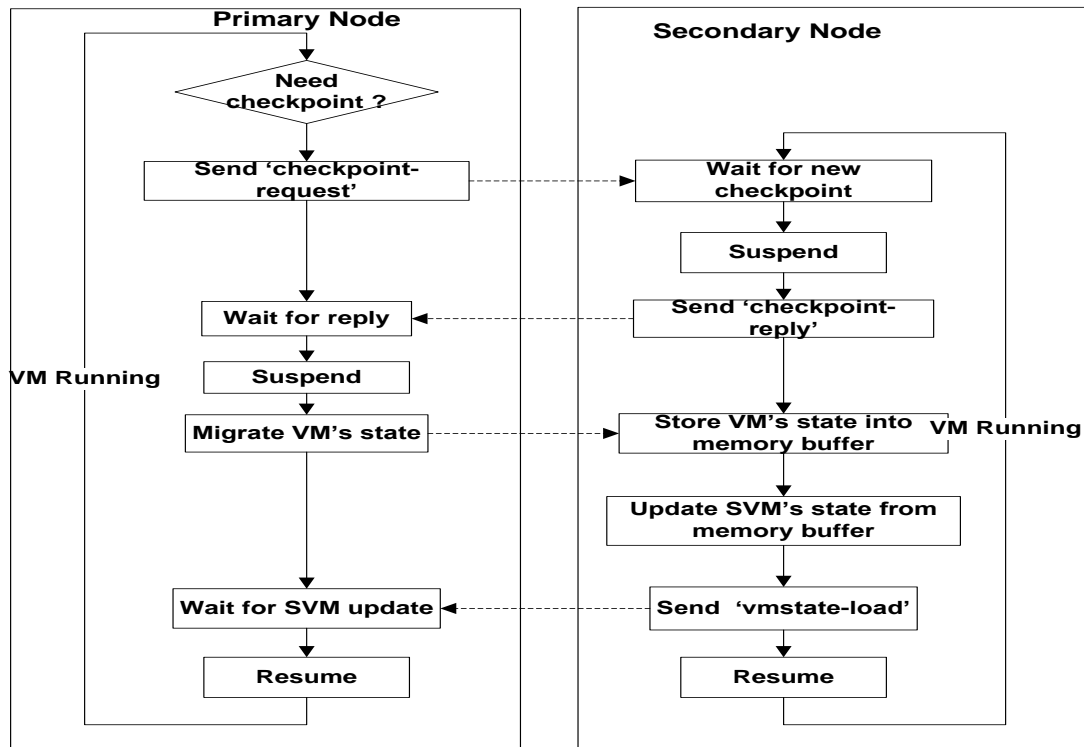 Primary Node
Need
checkpoint ?
Send ‘checkpoint-
request’
Wait for reply
Suspend
VM Running
Migrate VM’s state
Wait for SVM update
Resume
Secondary Node
Wait for new
checkpoint
Suspend
Send ‘checkpoint-
reply’
Store VM’s state into
memory buffer
VM Running
Update SVM’s state from
memory buffer
Send ‘vmstate-load’
Resume